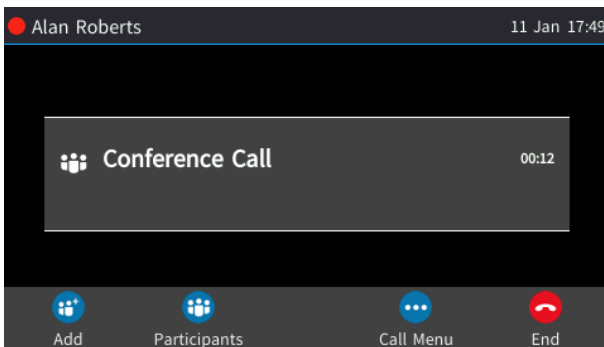 Alan Roberts 11 Jan 17:49
Conference Call 00:12
Add Participants Call Menu End